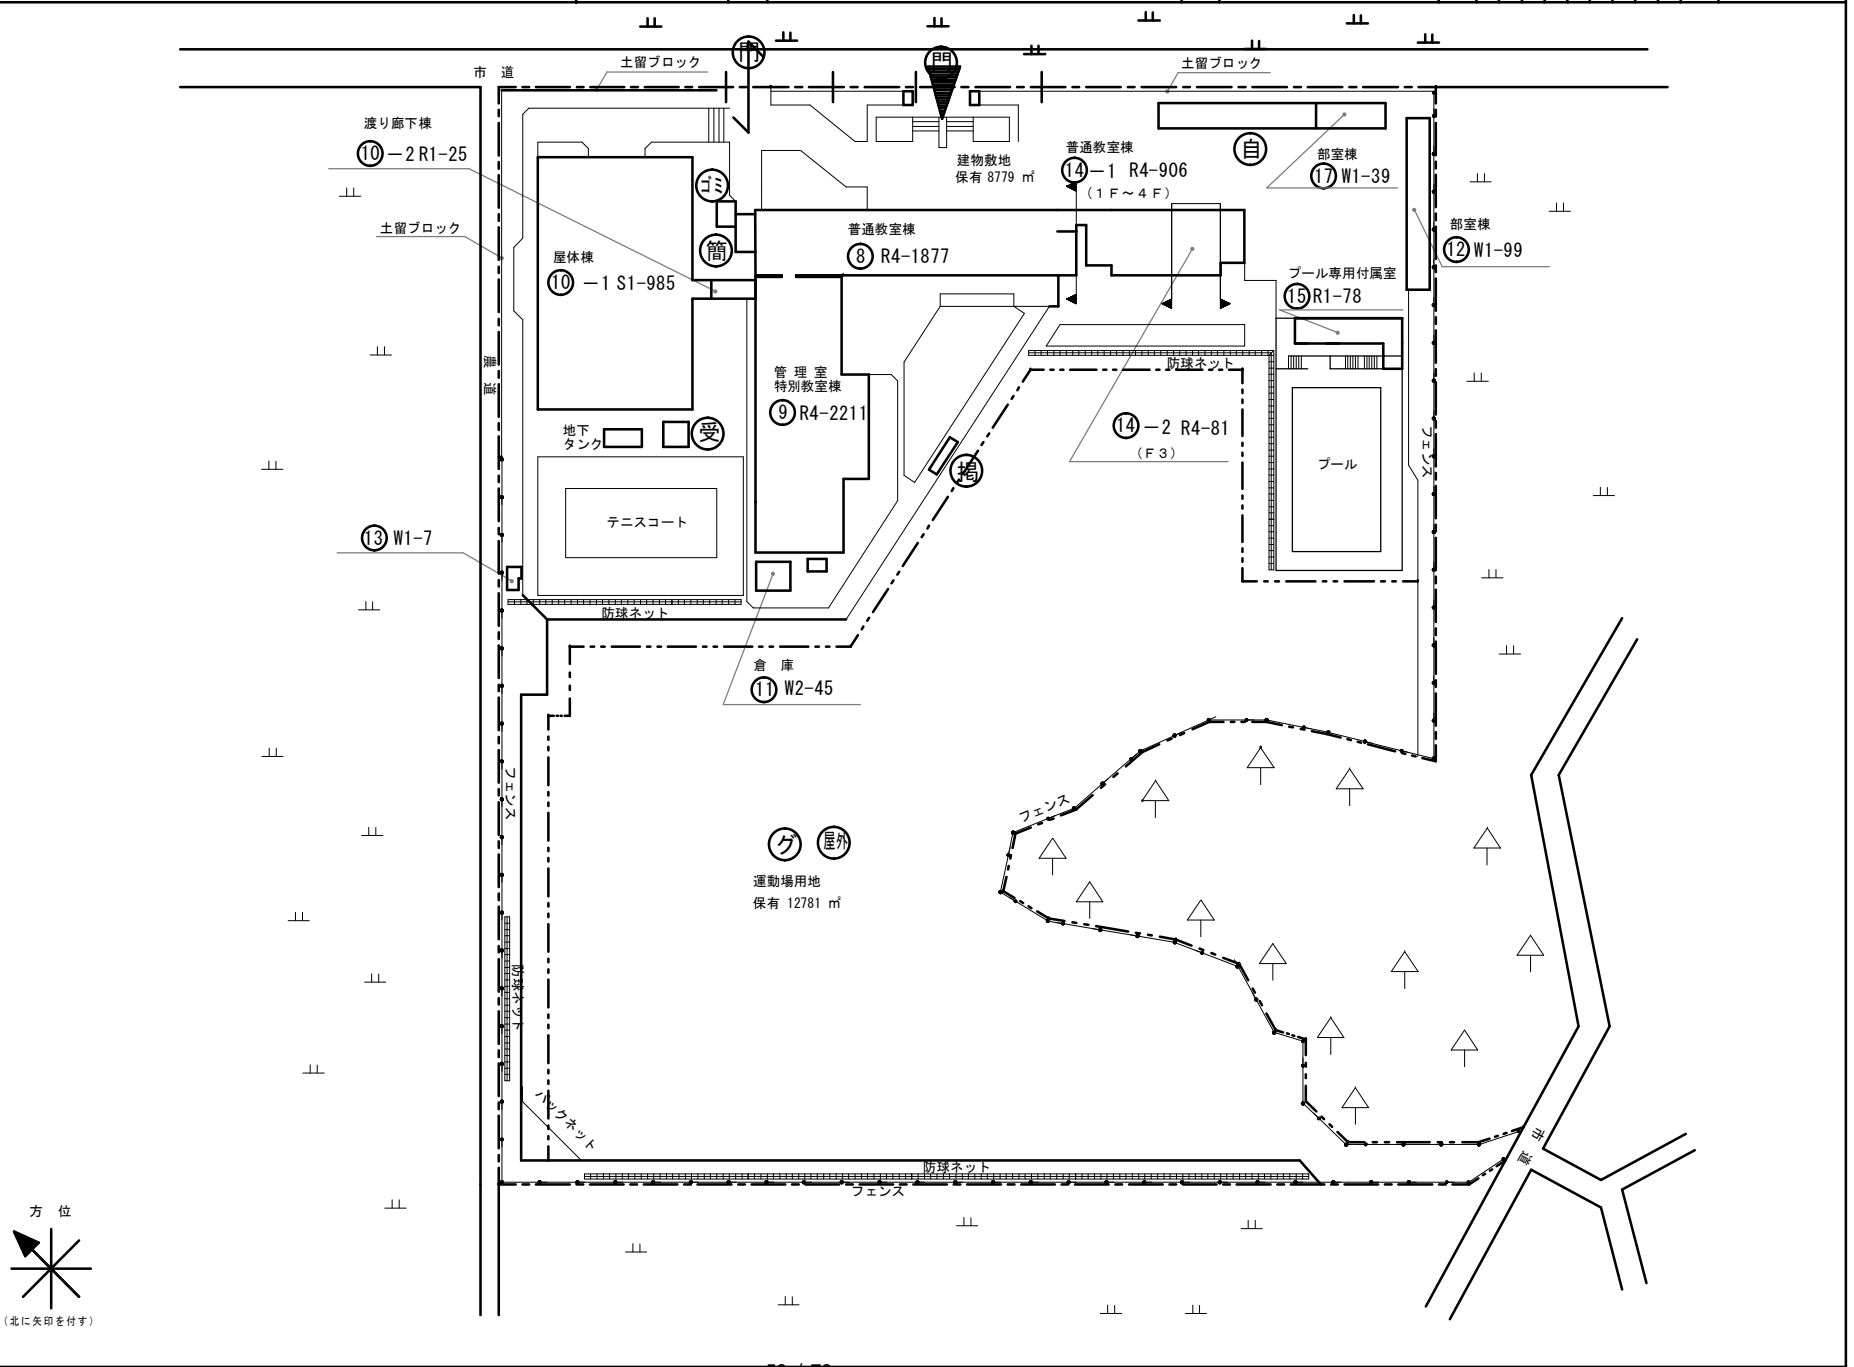 門
門
土留ブロック
土留ブロック
市 道
渡り廊下棟
⑩－2 R1-25
土留ブロック
ゴミ
簡
屋体棟
⑩－1 S1-985
建物敷地
保有 8779 ㎡
普通教室棟
⑭－1 R4-906
(1F～4F)
自
部室棟
⑰ W1-39
部室棟
⑫ W1-99
普通教室棟
⑧ R4-1877
プール専用付属室
⑮ R1-78
農道
管理室
特別教室棟
⑨ R4-2211
防球ネット
⑭－2 R4-81
(F3)
プール
フェンス
地下
タンク
受
掲
テニスコート
⑬ W1-7
防球ネット
倉 庫
⑪ W2-45
フェンス
フェンス
グ
屋外
運動場用地
保有 12781 ㎡
防球ネット
バックネット
防球ネット
フェンス
市道
方 位
(北に矢印を付す)